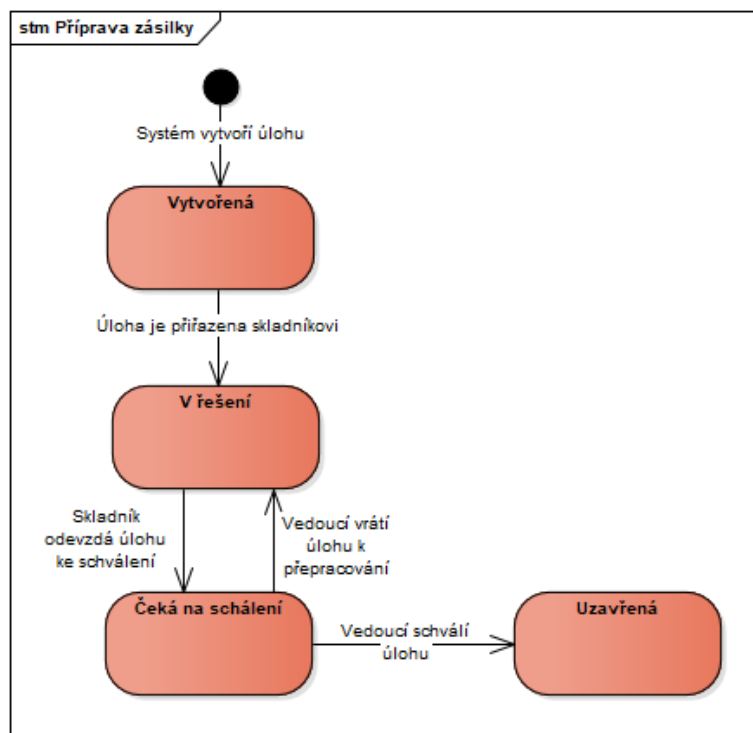 stm Příprava zásilky
Systém vytvoří úlohu
Vytvořená
Úloha je přiřazena skladníkovi
V řešení
Skladník
odevzdá úlohu
ke schválení
Vedoucí vrátí
úlohu k
přepracování
Čeká na schálení
Vedoucí schválí
úlohu
Uzavřená